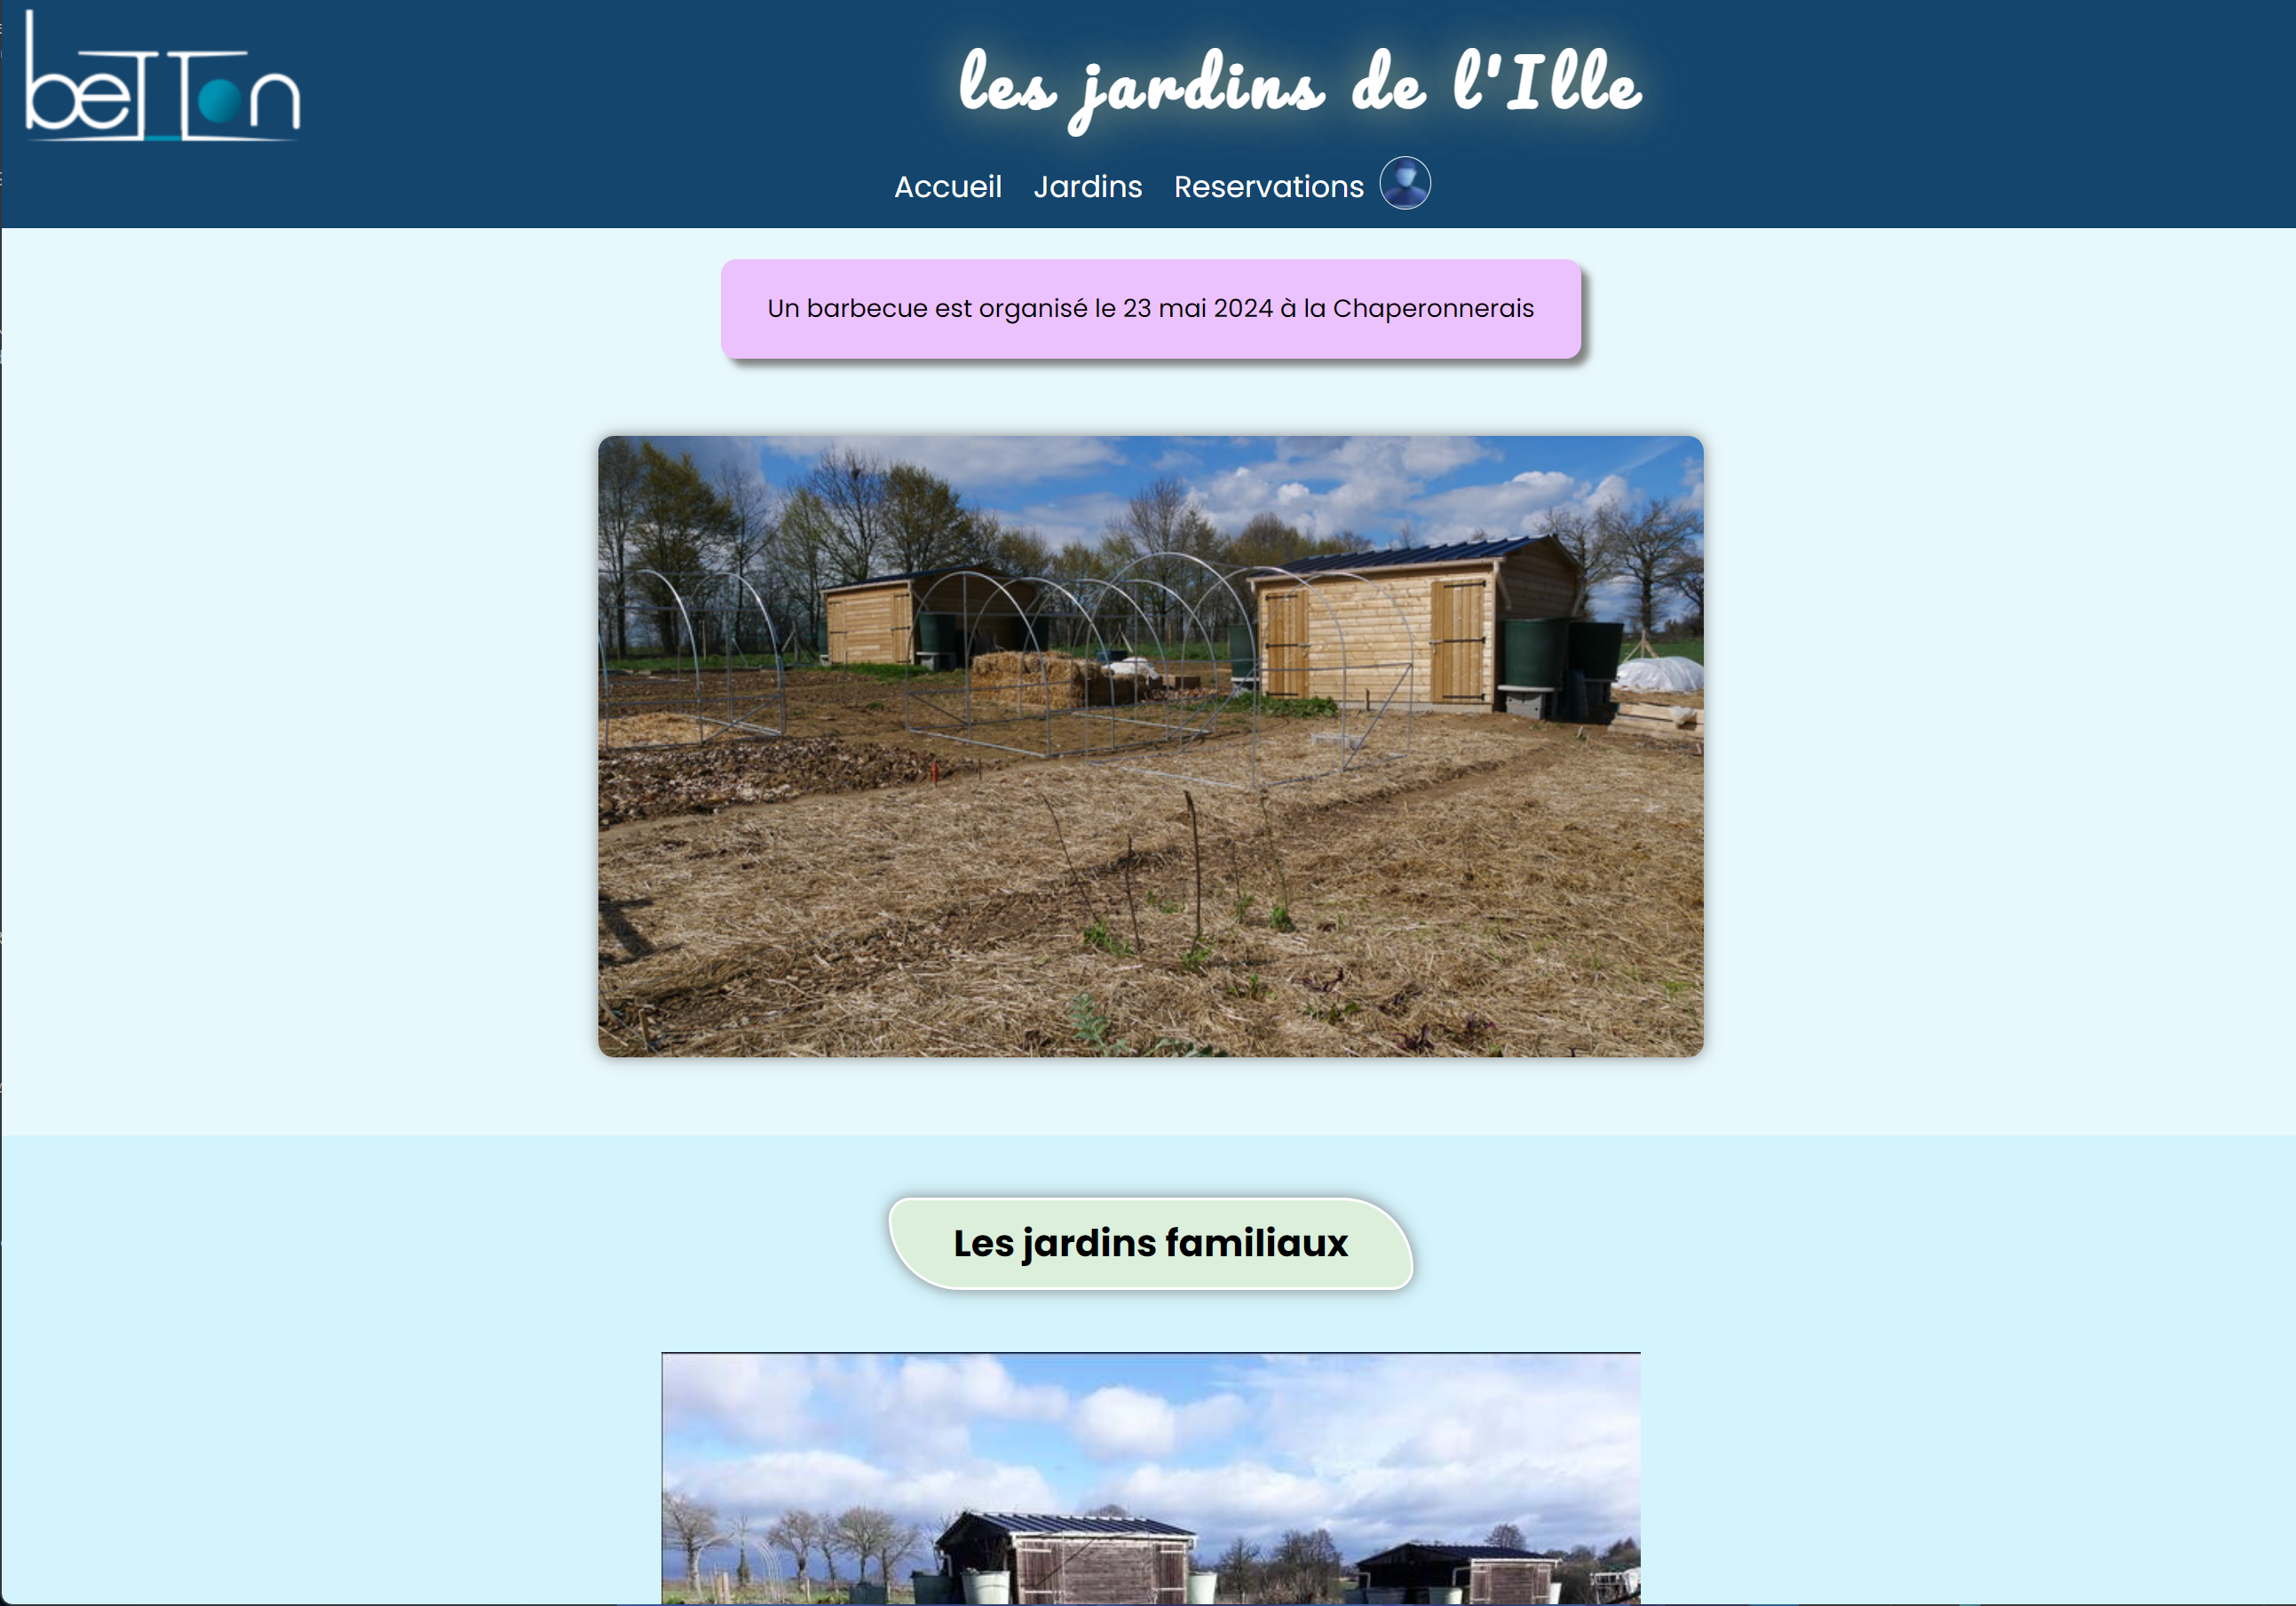 betton
les jardins de l'Ille
Accueil Jardins Reservations
Un barbecue est organisé le 23 mai 2024 à la Chaperonnerais
Les jardins familiaux